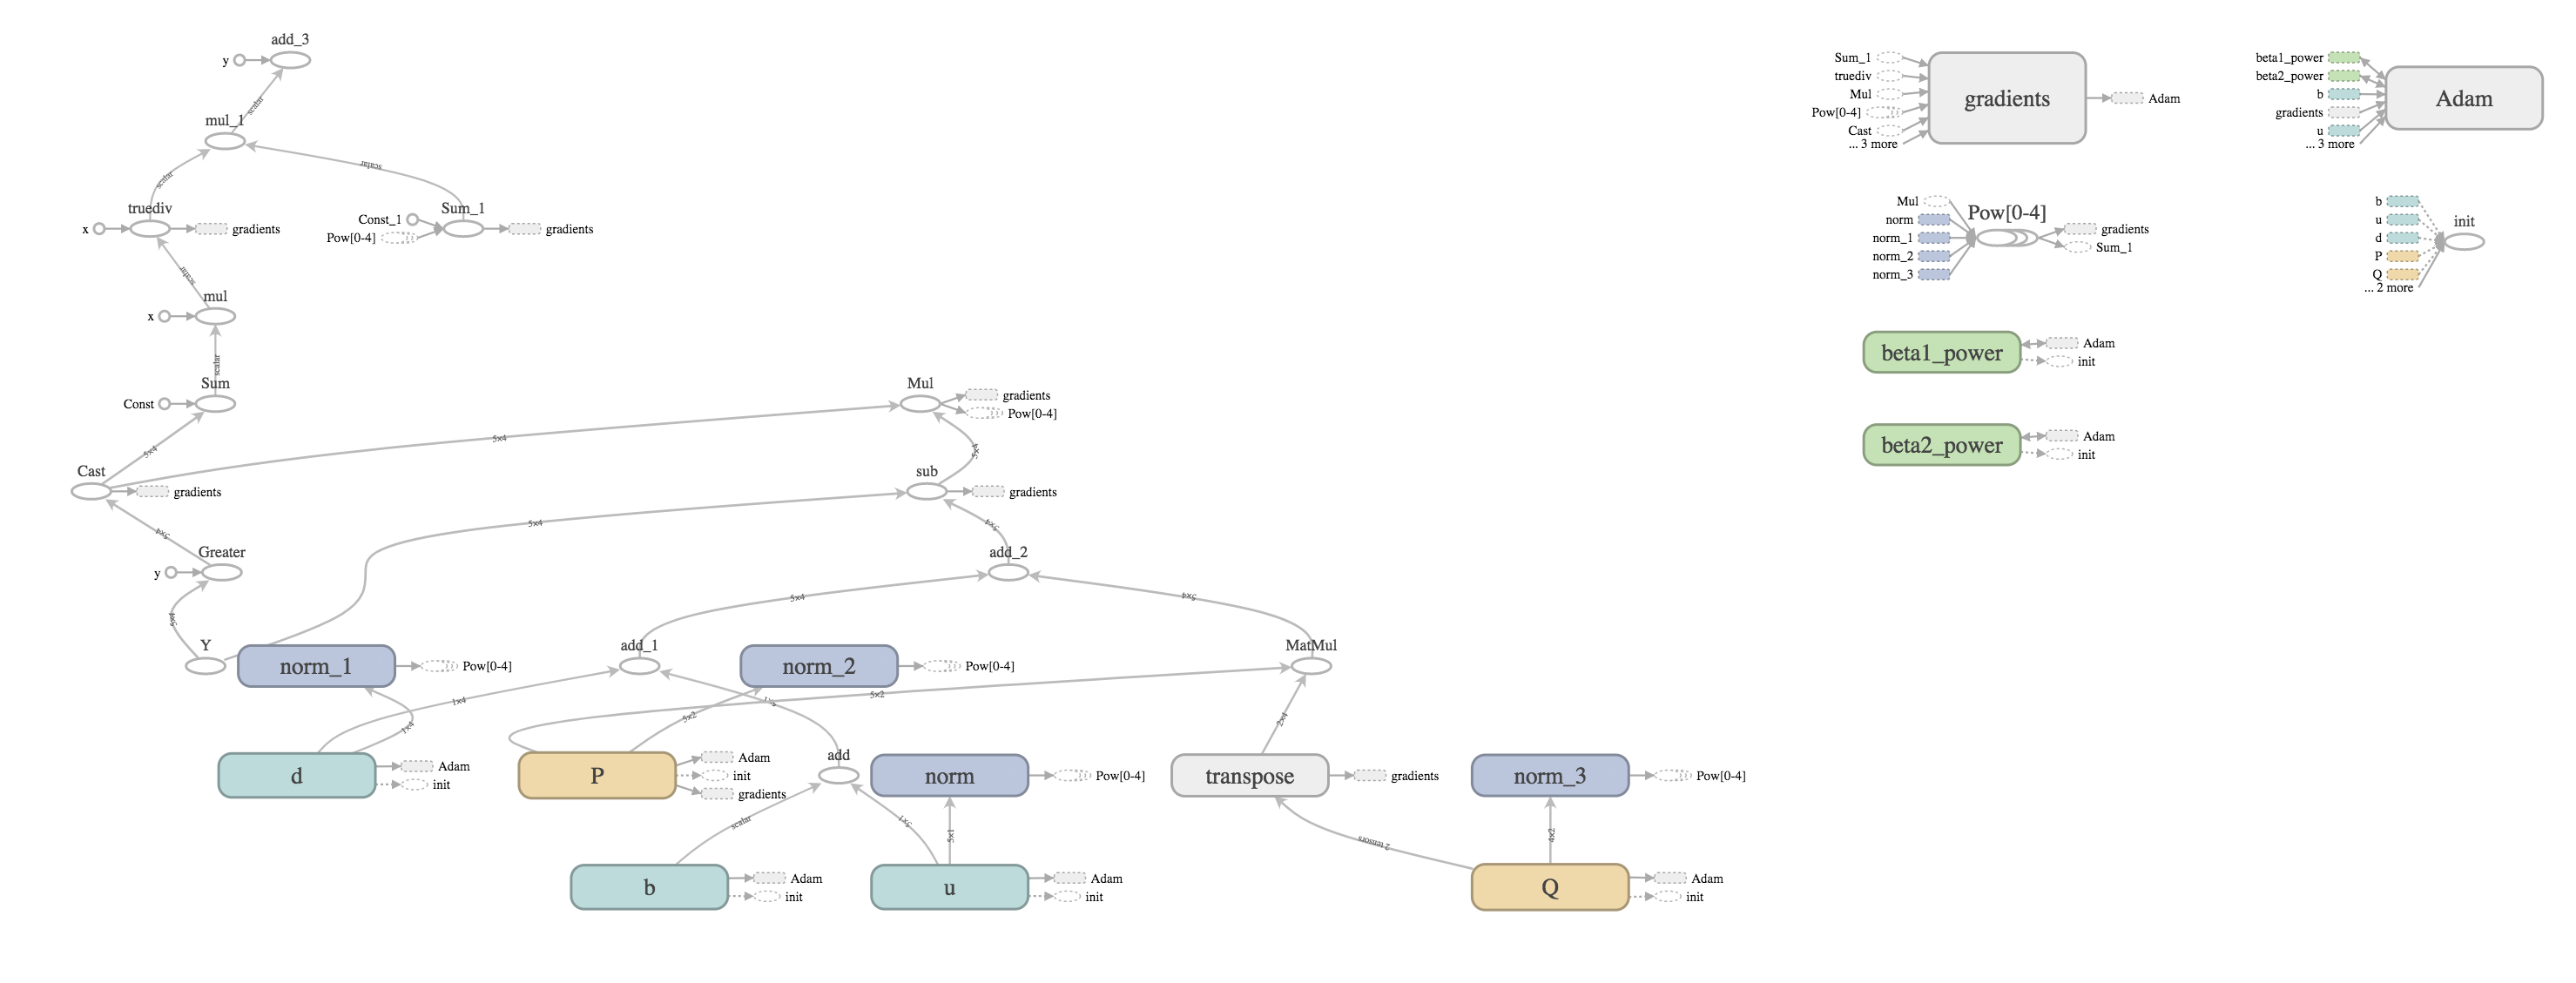 add_3
y
scalar
mul_1
scalar
scalar
truediv
x
gradients
Sum_1
Const_1
Pow[0-4]
gradients
scalar
mul
x
scalar
Sum
Const
Mul
gradients
Pow[0-4]
5×4
5×4
5×4
Cast
gradients
sub
gradients
5×4
5×4
5×4
Greater
y
add_2
5×4
5×4
5×4
Y
norm_1
Pow[0-4]
add_1
norm_2
Pow[0-4]
MatMul
1×4
1×4
5×2
5×2
2×4
d
Adam
init
P
Adam
init
gradients
add
norm
Pow[0-4]
transpose
gradients
norm_3
Pow[0-4]
scalar
5×1
5×1
2 tensors
4×2
b
Adam
init
u
Adam
init
Q
Adam
init
Sum_1
truediv
Mul
Pow[0-4]
Cast
... 3 more
gradients
Adam
beta1_power
beta2_power
b
gradients
u
... 3 more
Adam
Mul
norm
norm_1
norm_2
norm_3
Pow[0-4]
gradients
Sum_1
b
u
d
P
Q
... 2 more
init
beta1_power
Adam
init
beta2_power
Adam
init